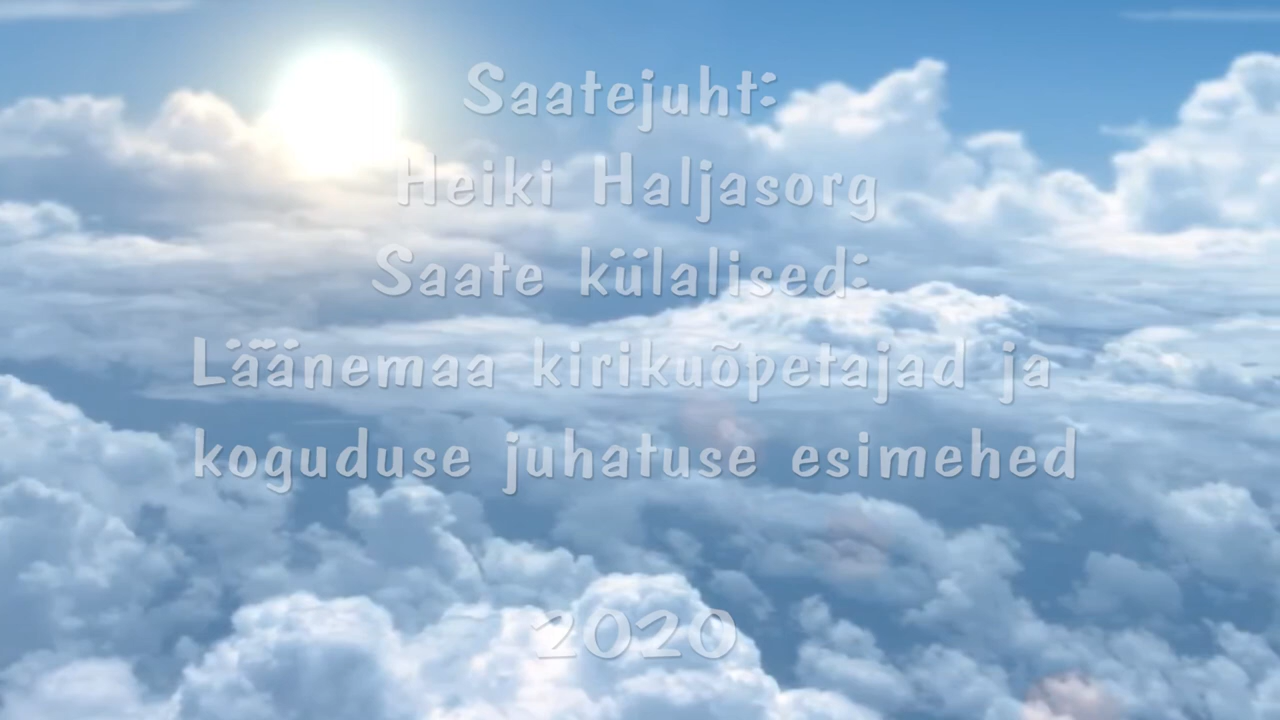 Saatejuht:
Heiki Haljasorg
Saate külalised:
Läänemaa kirikuõpetajad ja
koguduse juhatuse esimehed
2020